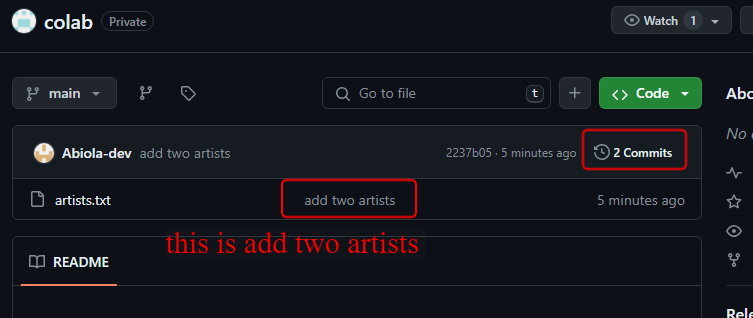 colab Private Watch 1
main Go to file t + Code Abo
Abiola-dev add two artists 2237b05 · 5 minutes ago 2 Commits No
artists.txt add two artists 5 minutes ago
this is add two artists
README
Rele